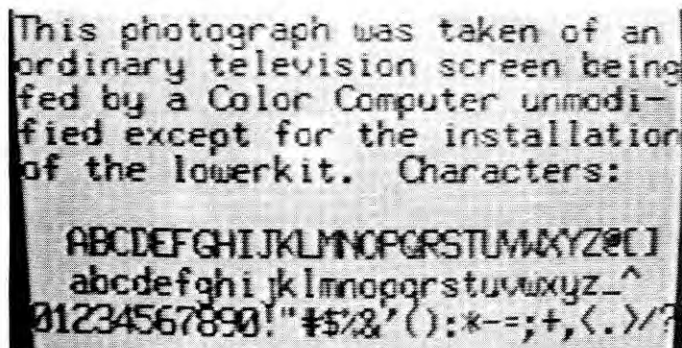 This photograph was taken of an
ordinary television screen being
fed by a Color Computer unmodi-
fied except for the installation
of the lowerkit.  Characters:
ABCDEFGHIJKLMNOPQRSTUVWXYZ@[]
abcdefghijklmnopqrstuvwxyz_^
01234567890!"#$%&'():*-=;+,<.>/?